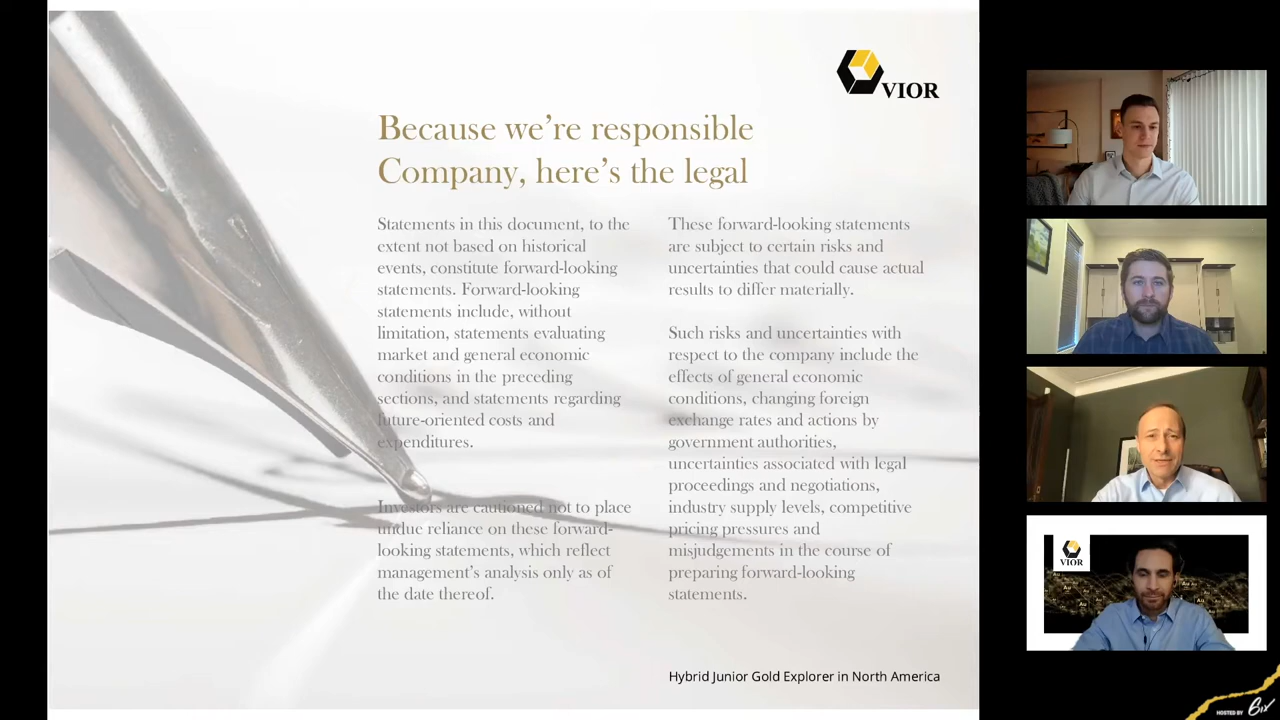 VIOR
Because we're responsible
Company, here's the legal
Statements in this document, to the
extent not based on historical
events, constitute forward-looking
statements. Forward-looking
statements include, without
limitation, statements evaluating
market and general economic
conditions in the preceding
sections, and statements regarding
future-oriented costs and
expenditures.
Investors are cautioned not to place
undue reliance on these forward-
looking statements, which reflect
management's analysis only as of
the date thereof.
These forward-looking statements
are subject to certain risks and
uncertainties that could cause actual
results to differ materially.
Such risks and uncertainties with
respect to the company include the
effects of general economic
conditions, changing foreign
exchange rates and actions by
government authorities,
uncertainties associated with legal
proceedings and negotiations,
industry supply levels, competitive
pricing pressures and
misjudgements in the course of
preparing forward-looking
statements.
Hybrid Junior Gold Explorer in North America
VIOR
HOSTED BY